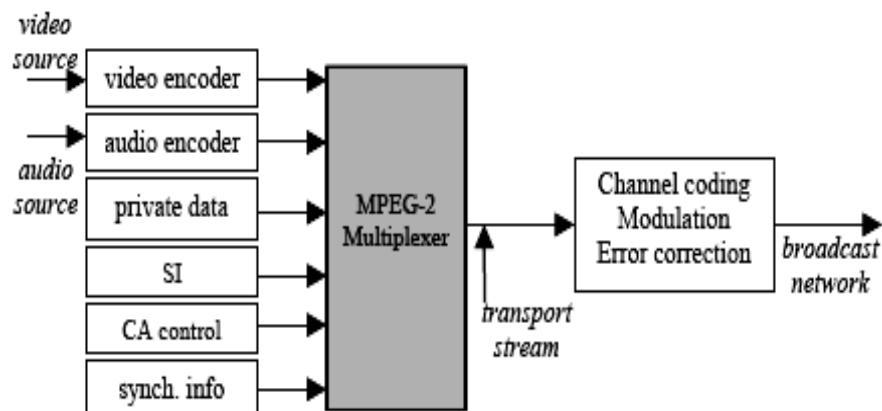 video
source
video encoder
audio encoder
audio
source
private data
SI
CA control
synch. info
MPEG-2
Multiplexer
transport
stream
Channel coding
Modulation
Error correction
broadcast
network